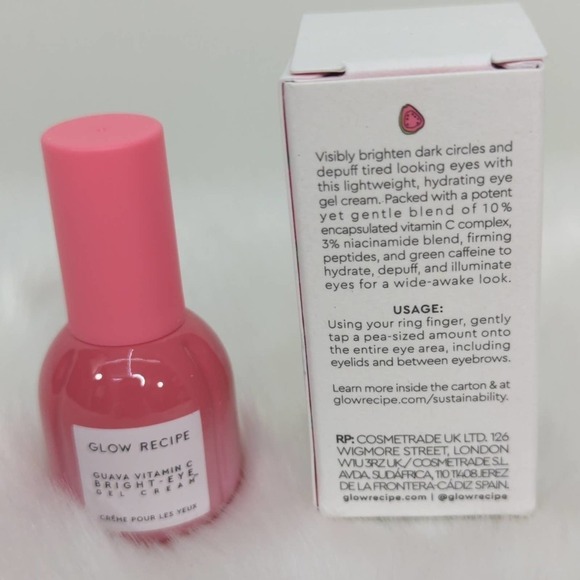 GLOW RECIPE
GUAVA VITAMIN C
BRIGHT-EYE
GEL CREAM
CRÈME POUR LES YEUX
Visibly brighten dark circles and
depuff tired looking eyes with
this lightweight, hydrating eye
gel cream. Packed with a potent
yet gentle blend of 10%
encapsulated vitamin C complex,
3% niacinamide blend, firming
peptides, and green caffeine to
hydrate, depuff, and illuminate
eyes for a wide-awake look.
USAGE:
Using your ring finger, gently
tap a pea-sized amount onto
the entire eye area, including
eyelids and between eyebrows.
Learn more inside the carton & at
glowrecipe.com/sustainability.
RP: COSMETRADE UK LTD. 126
WIGMORE STREET, LONDON
W1U 3RZ UK/ COSMETRADE S.L.
AVDA. SUDÁFRICA, 110 11408 JEREZ
DE LA FRONTERA-CÁDIZ SPAIN.
glowrecipe.com | @glowrecipe